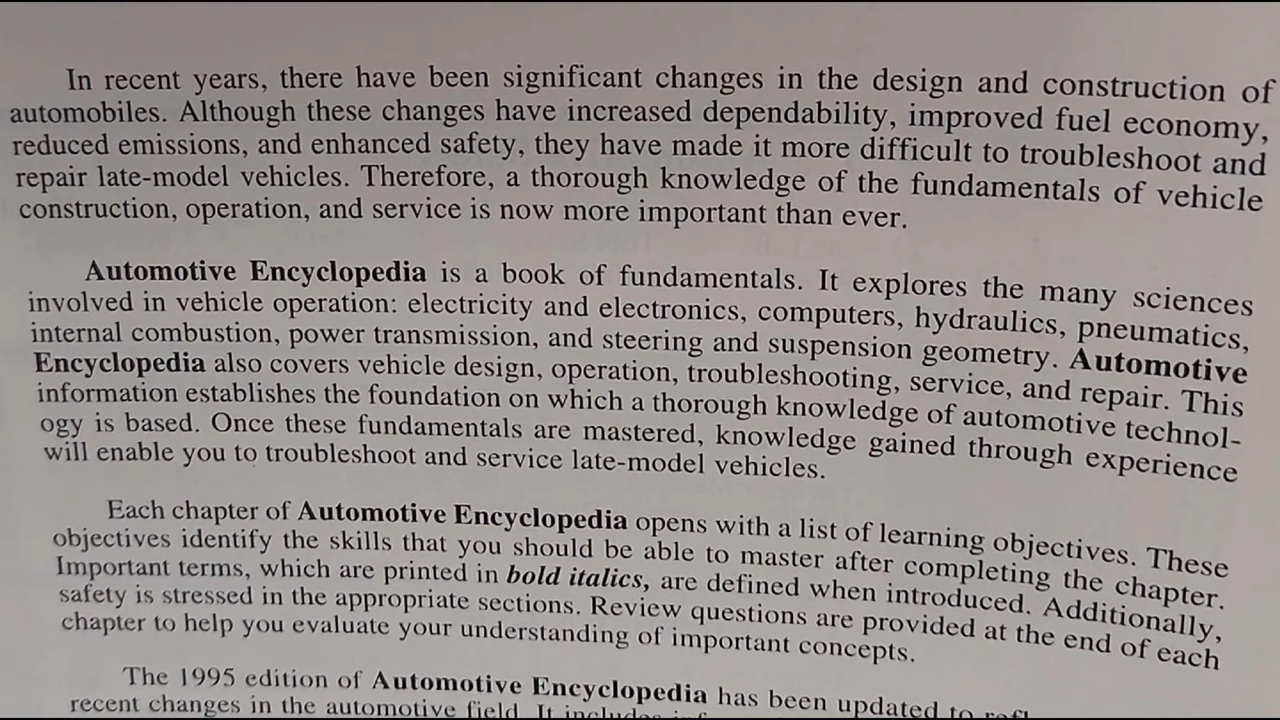 In recent years, there have been significant changes in the design and construction of
automobiles. Although these changes have increased dependability, improved fuel economy,
reduced emissions, and enhanced safety, they have made it more difficult to troubleshoot and
repair late-model vehicles. Therefore, a thorough knowledge of the fundamentals of vehicle
construction, operation, and service is now more important than ever.
Automotive Encyclopedia is a book of fundamentals. It explores the many sciences
involved in vehicle operation: electricity and electronics, computers, hydraulics, pneumatics,
internal combustion, power transmission, and steering and suspension geometry. Automotive
Encyclopedia also covers vehicle design, operation, troubleshooting, service, and repair. This
information establishes the foundation on which a thorough knowledge of automotive technol-
ogy is based. Once these fundamentals are mastered, knowledge gained through experience
will enable you to troubleshoot and service late-model vehicles.
Each chapter of Automotive Encyclopedia opens with a list of learning objectives. These
objectives identify the skills that you should be able to master after completing the chapter.
Important terms, which are printed in bold italics, are defined when introduced. Additionally,
safety is stressed in the appropriate sections. Review questions are provided at the end of each
chapter to help you evaluate your understanding of important concepts.
The 1995 edition of Automotive Encyclopedia has been updated to
recent changes in the automotive field. It